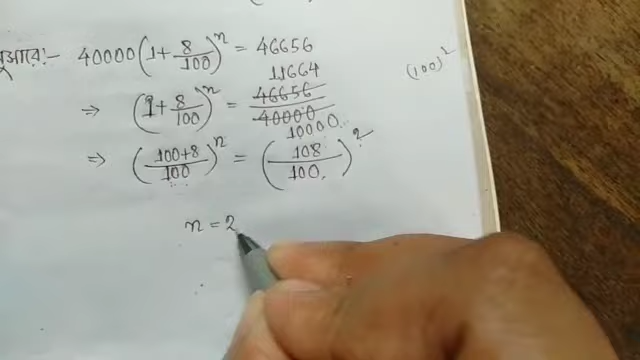 40000(1+8/100)^n = 46656
11664
(100)^2
⇒ (1+8/100)^n = 46656/40000
10000
⇒ (100+8/100)^n = (108/100)^2
n = 2